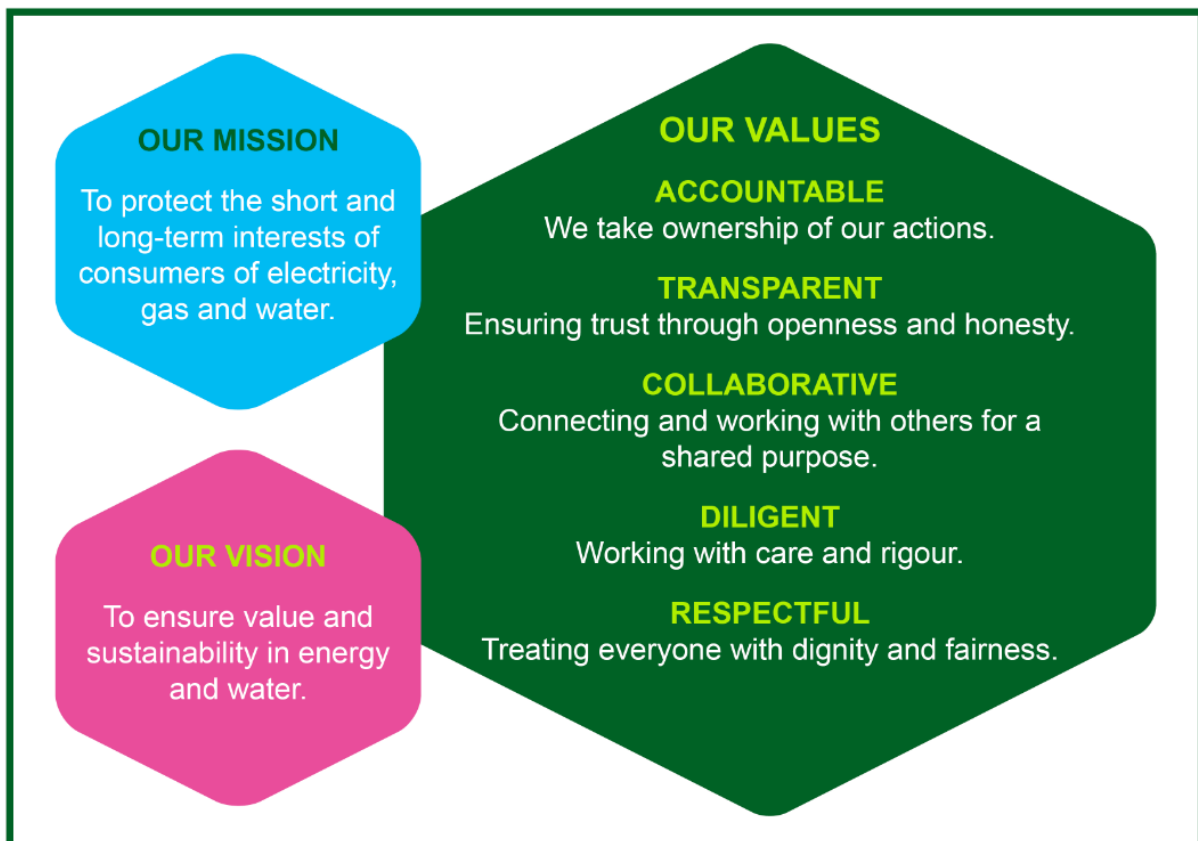 OUR MISSION
To protect the short and
long-term interests of
consumers of electricity,
gas and water.
OUR VISION
To ensure value and
sustainability in energy
and water.
OUR VALUES
ACCOUNTABLE
We take ownership of our actions.
TRANSPARENT
Ensuring trust through openness and honesty.
COLLABORATIVE
Connecting and working with others for a
shared purpose.
DILIGENT
Working with care and rigour.
RESPECTFUL
Treating everyone with dignity and fairness.